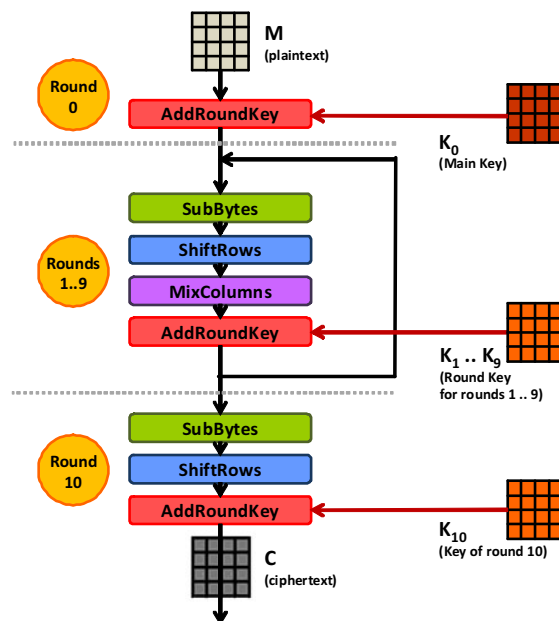 M
(plaintext)
Round
0
AddRoundKey
K0
(Main Key)
SubBytes
ShiftRows
Rounds
1..9
MixColumns
AddRoundKey
K1 .. K9
(Round Key
for rounds 1 .. 9)
SubBytes
Round
10
ShiftRows
AddRoundKey
K10
(Key of round 10)
C
(ciphertext)